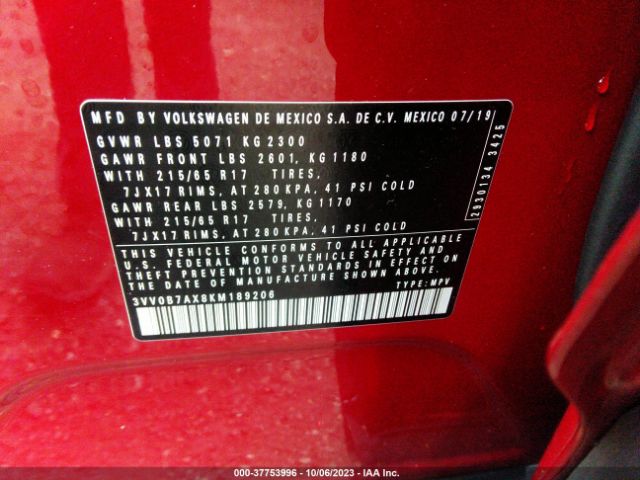 MFD BY VOLKSWAGEN DE MEXICO S.A. DE C.V. MEXICO 07/19
GVWR LBS 5071 KG 2300
GAWR FRONT LBS 2601, KG 1180
WITH 215/65 R17 TIRES,
7JX17 RIMS, AT 280 KPA, 41 PSI COLD
GAWR REAR LBS 2579, KG 1170
WITH 215/65 R17 TIRES,
7JX17 RIMS, AT 280 KPA, 41 PSI COLD
THIS VEHICLE CONFORMS TO ALL APPLICABLE
U.S. FEDERAL MOTOR VEHICLE SAFETY AND
THEFT PREVENTION STANDARDS IN EFFECT ON
THE DATE OF MANUFACTURE SHOWN ABOVE.
3VV0B7AX8KM189206 TYPE: MPV
2930134 3425
000-37753996 - 10/06/2023 - IAA Inc.